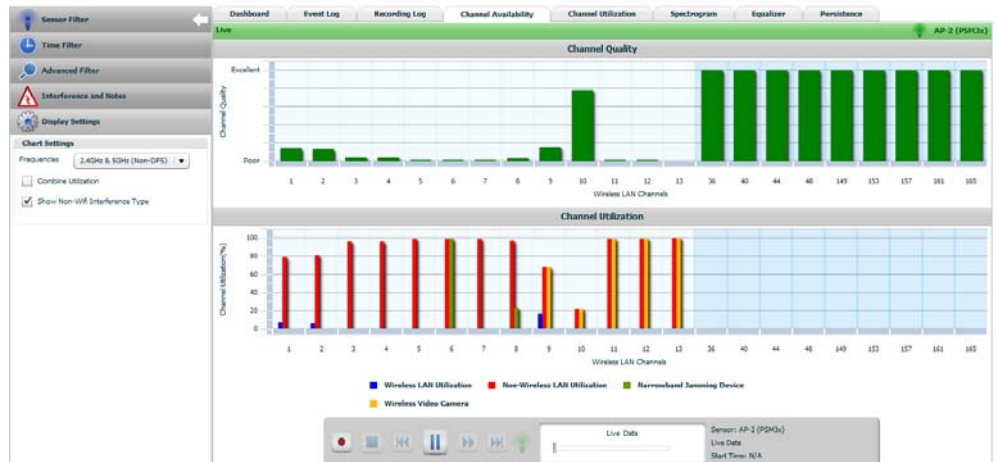 Dashboard Event Log Recording Log Channel Availability Channel Utilization Spectrogram Equalizer Persistence
Sensor Filter
Live AP-2 (PSM3x)
Time Filter
Advanced Filter
Interference and Notes
Display Settings
Chart Settings
Frequencies 2.4GHz & 5GHz (Non-DFS)
Combine Utilization
Show Non-Wifi Interference Type
Channel Quality
Excellent
Channel Quality
Poor
1 2 3 4 5 6 7 8 9 10 11 12 13 36 40 44 48 149 153 157 161 165
Wireless LAN Channels
Channel Utilization
Channel Utilization(%)
100
80
60
40
20
0
1 2 3 4 5 6 7 8 9 10 11 12 13 36 40 44 48 149 153 157 161 165
Wireless LAN Channels
Wireless LAN Utilization Non-Wireless LAN Utilization Narrowband Jamming Device
Wireless Video Camera
Live Data
Sensor: AP-2 (PSM3x)
Live Data
Start Time: N/A